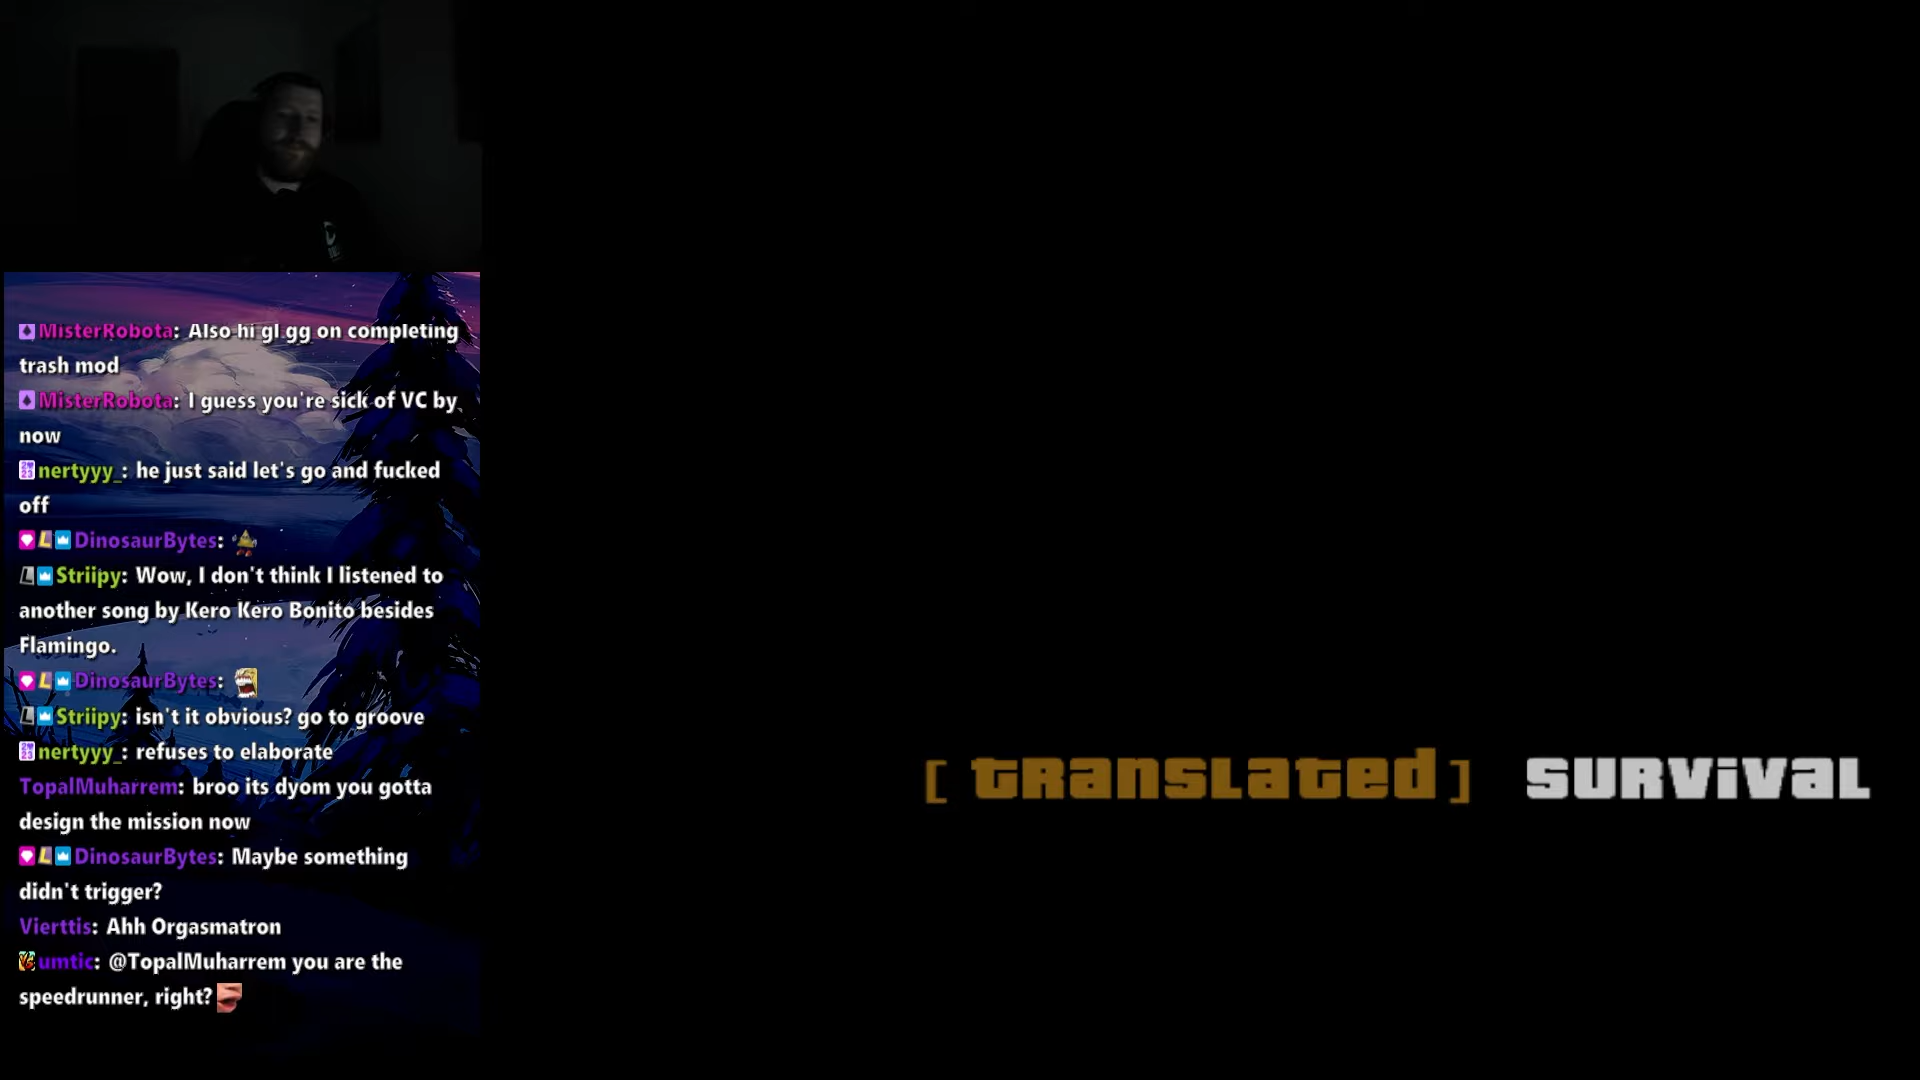 MisterRobota: Also hi gl gg on completing
trash mod
MisterRobota: I guess you're sick of VC by
now
nertyyy_: he just said let's go and fucked
off
DinosaurBytes:
Striipy: Wow, I don't think I listened to
another song by Kero Kero Bonito besides
Flamingo.
DinosaurBytes:
Striipy: isn't it obvious? go to groove
nertyyy_: refuses to elaborate
TopalMuharrem: broo its dyom you gotta
design the mission now
DinosaurBytes: Maybe something
didn't trigger?
Vierttis: Ahh Orgasmatron
umtic: @TopalMuharrem you are the
speedrunner, right?
[ translated ] survival